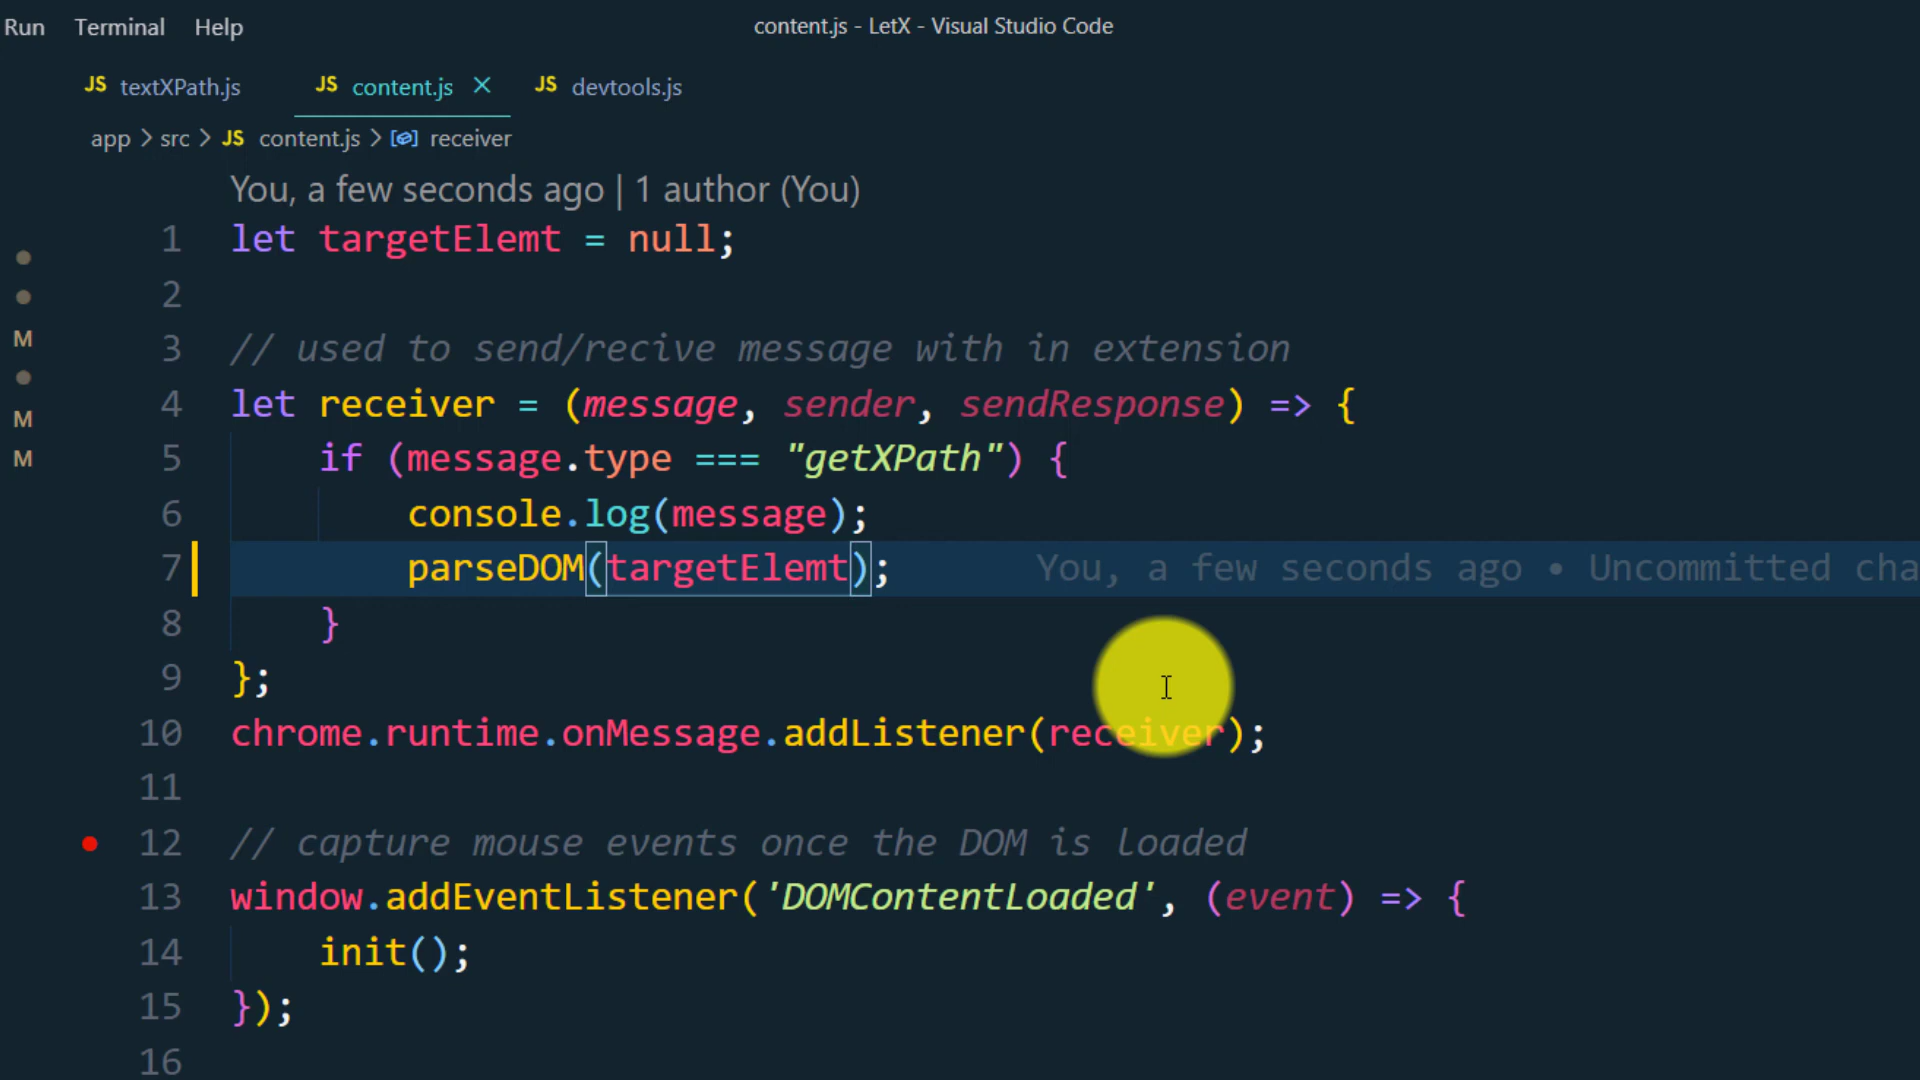 Run Terminal Help content.js - LetX - Visual Studio Code
JS textXPath.js JS content.js JS devtools.js
app > src > JS content.js > receiver
You, a few seconds ago | 1 author (You)
1 let targetElemt = null;
2
3 // used to send/recive message with in extension
M
4 let receiver = (message, sender, sendResponse) => {
M
5 if (message.type === "getXPath") {
M
6 console.log(message);
7 parseDOM(targetElemt); You, a few seconds ago • Uncommitted cha
8 }
9 };
10 chrome.runtime.onMessage.addListener(receiver);
11
12 // capture mouse events once the DOM is loaded
13 window.addEventListener('DOMContentLoaded', (event) => {
14 init();
15 });
16